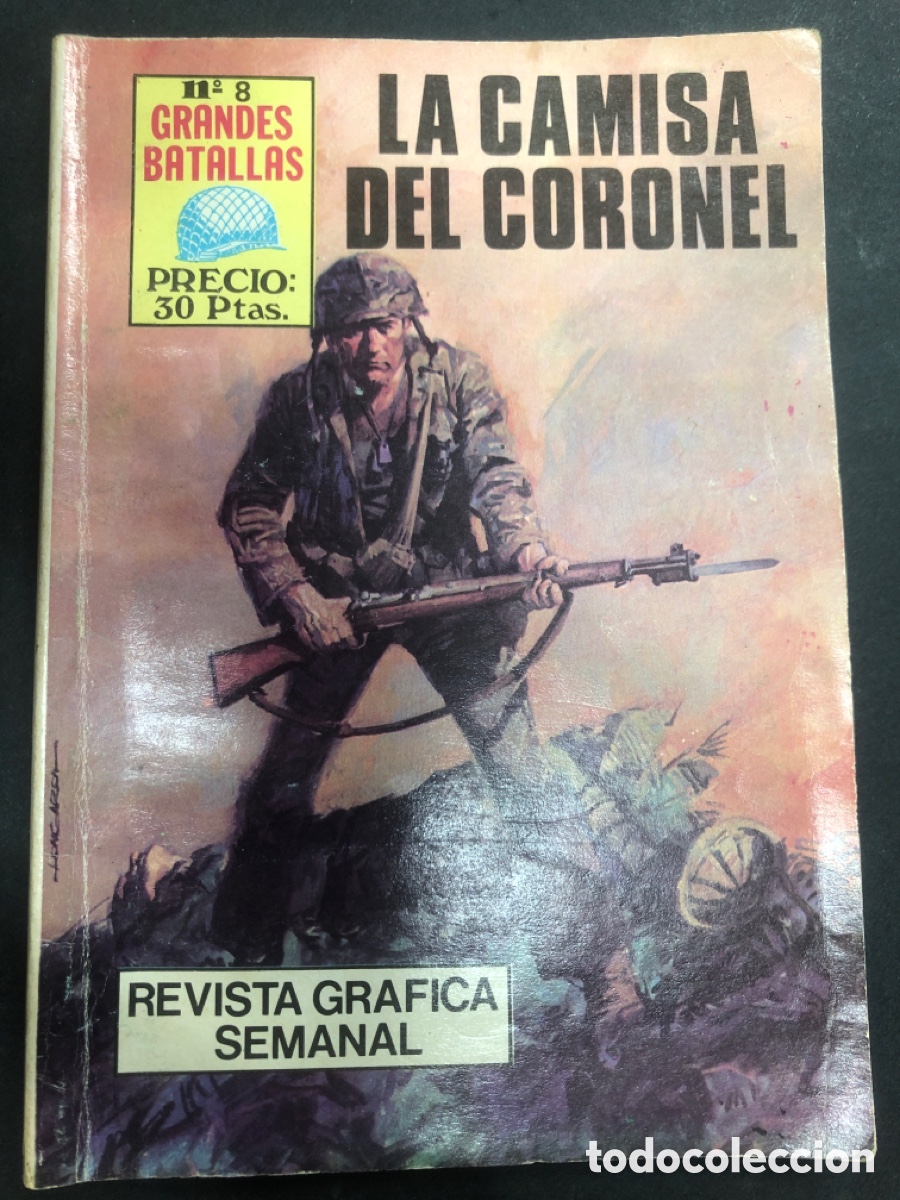 nº 8
GRANDES
BATALLAS
PRECIO:
30 Ptas.
LA CAMISA
DEL CORONEL
REVISTA GRAFICA
SEMANAL
todocoleccion